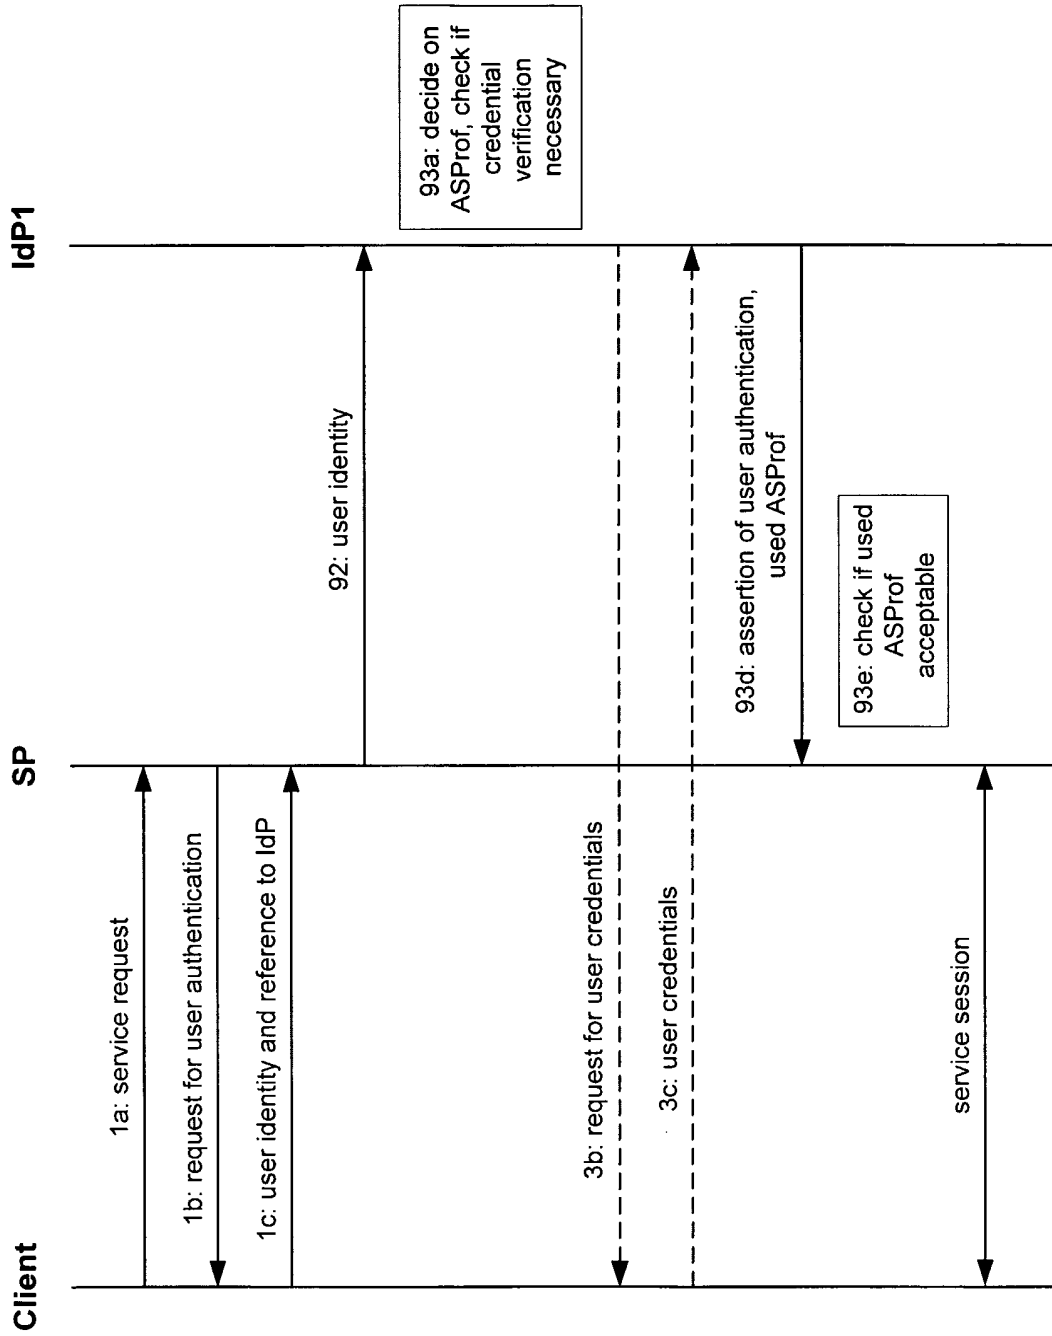 Client
SP
IdP1
1a: service request
1b: request for user authentication
1c: user identity and reference to IdP
92: user identity
93a: decide on
ASProf, check if
credential
verification
necessary
3b: request for user credentials
3c: user credentials
93d: assertion of user authentication,
used ASProf
93e: check if used
ASProf
acceptable
service session